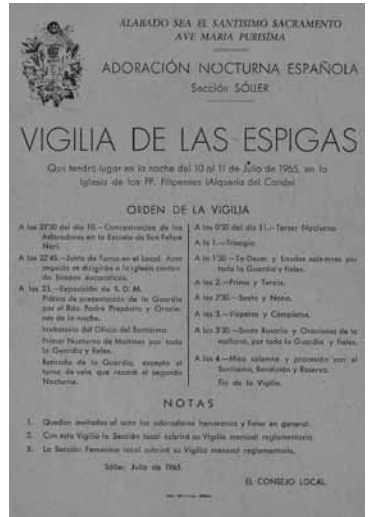 ALABADO SEA EL SANTISIMO SACRAMENTO
AVE MARIA PURISIMA
ADORACIÓN NOCTURNA ESPAÑOLA
Sección SÓLLER
VIGILIA DE LAS ESPIGAS
Que tendrá lugar en la noche del 10 al 11 de Julio de 1965, en la
Iglesia de los PP. Filipenses (Alquería del Conde)
ORDEN DE LA VIGILIA
A las 22'30 del día 10.—Concentración de los
Adoradores en la Escuela de San Felipe
Neri.
A las 22'45.—Junta de Turno en el Local. Acto
seguido se dirigirán a la iglesia cantan-
do himnos eucarísticos.
A las 23.—Exposición de S. D. M.
Plática de presentación de la Guardia
por el Rdo. Padre Prepósito y Oracio-
nes de la noche.
Invitatorio del Oficio del Santísimo.
Primer Nocturno de Maitines por toda
la Guardia y fieles.
Retirada de la Guardia, excepto el
turno de vela que rezará el segundo
Nocturno.
A las 0'30 del día 11.—Tercer Nocturno.
A la 1.—Trisagio.
A la 1'30.—Te Deum y Laudes solemnes por
toda la Guardia y fieles.
A las 2.—Prima y Tercia.
A las 2'30.—Sexta y Nona.
A las 3.—Vísperas y Completas.
A las 3'30.—Santo Rosario y Oraciones de la
mañana, por toda la Guardia y fieles.
A las 4.—Misa solemne y procesión con el
Santísimo, Bendición y Reserva.
Fin de la Vigilia.
NOTAS
1. Quedan invitados al acto los adoradores honorarios y fieles en general.
2. Con esta Vigilia la Sección local cubrirá su Vigilia mensual reglamentaria.
3. La Sección Femenina local cubrirá su Vigilia mensual reglamentaria.
Sóller, Julio de 1965
EL CONSEJO LOCAL.